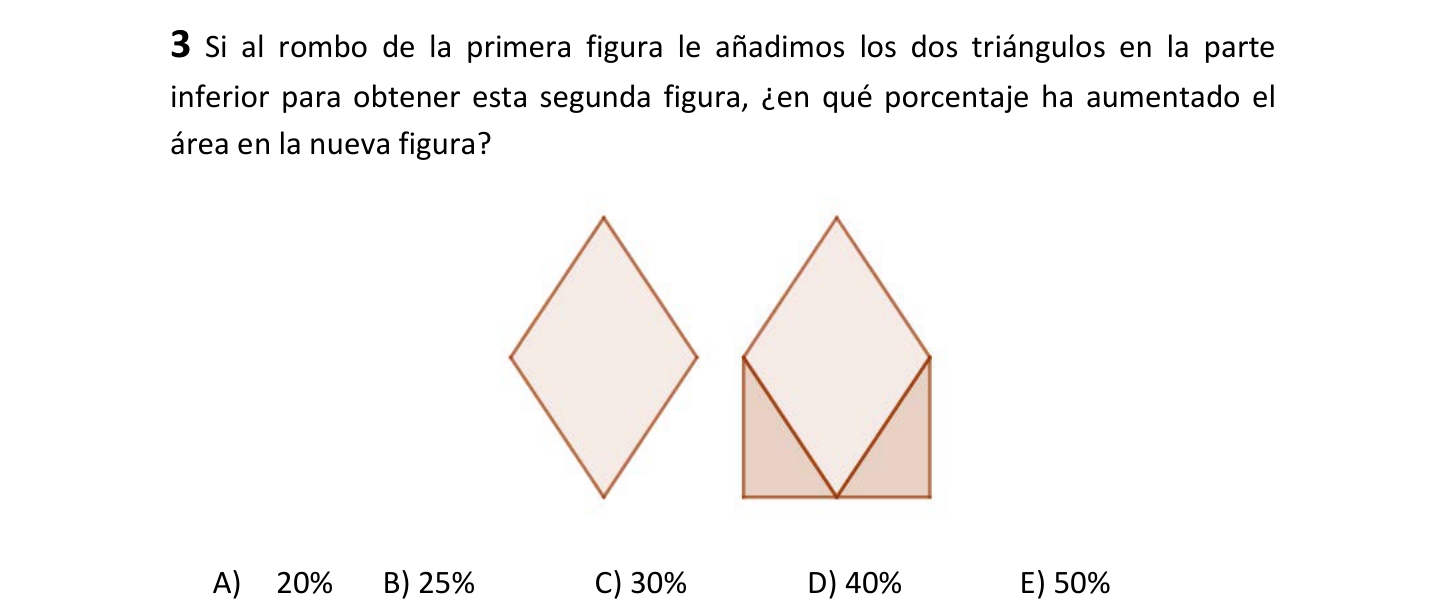 3 Si al rombo de la primera figura le añadimos los dos triángulos en la parte
inferior para obtener esta segunda figura, ¿en qué porcentaje ha aumentado el
área en la nueva figura?
A) 20% B) 25% C) 30% D) 40% E) 50%